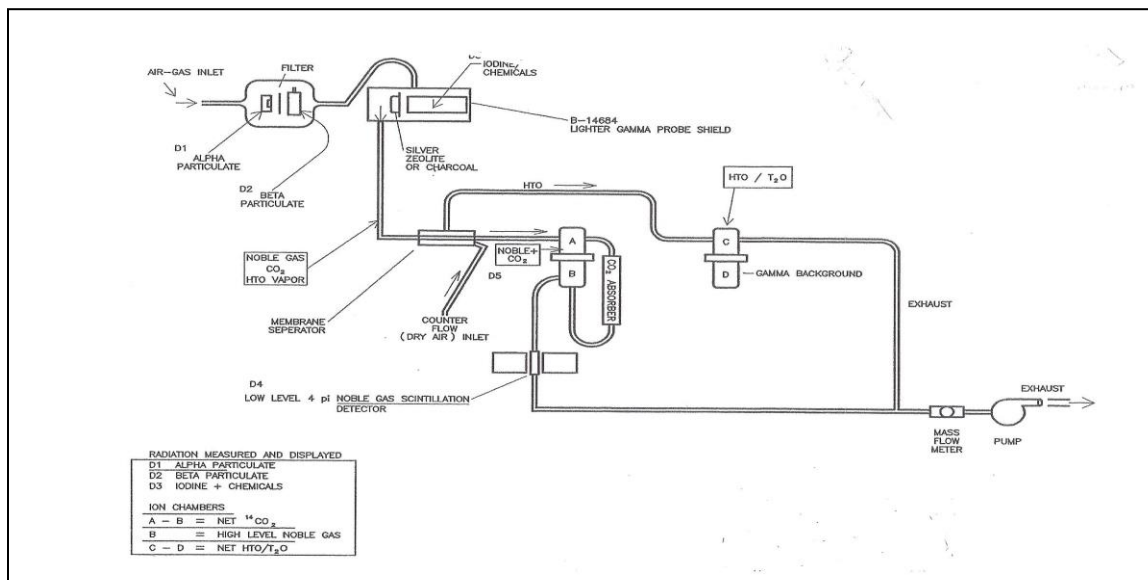 IODINE/
CHEMICALS
AIR-GAS INLET
FILTER
B-14684
LIGHTER GAMMA PROBE SHIELD
D1
ALPHA
PARTICULATE
SILVER
ZEOLITE
OR CHARCOAL
D2
BETA
PARTICULATE
HTO
HTO / T₂O
NOBLE GAS
CO₂
HTO VAPOR
NOBLE+
CO₂
A
B
CO₂ ABSORBER
C
D
GAMMA BACKGROUND
D5
EXHAUST
MEMBRANE
SEPERATOR
COUNTER
FLOW
(DRY AIR) INLET
D4
LOW LEVEL 4 pi NOBLE GAS SCINTILLATION
DETECTOR
EXHAUST
MASS
FLOW
METER
PUMP
RADIATION MEASURED AND DISPLAYED
D1 ALPHA PARTICULATE
D2 BETA PARTICULATE
D3 IODINE + CHEMICALS
ION CHAMBERS
A - B = NET ¹⁴CO₂
B = HIGH LEVEL NOBLE GAS
C - D = NET HTO/T₂O